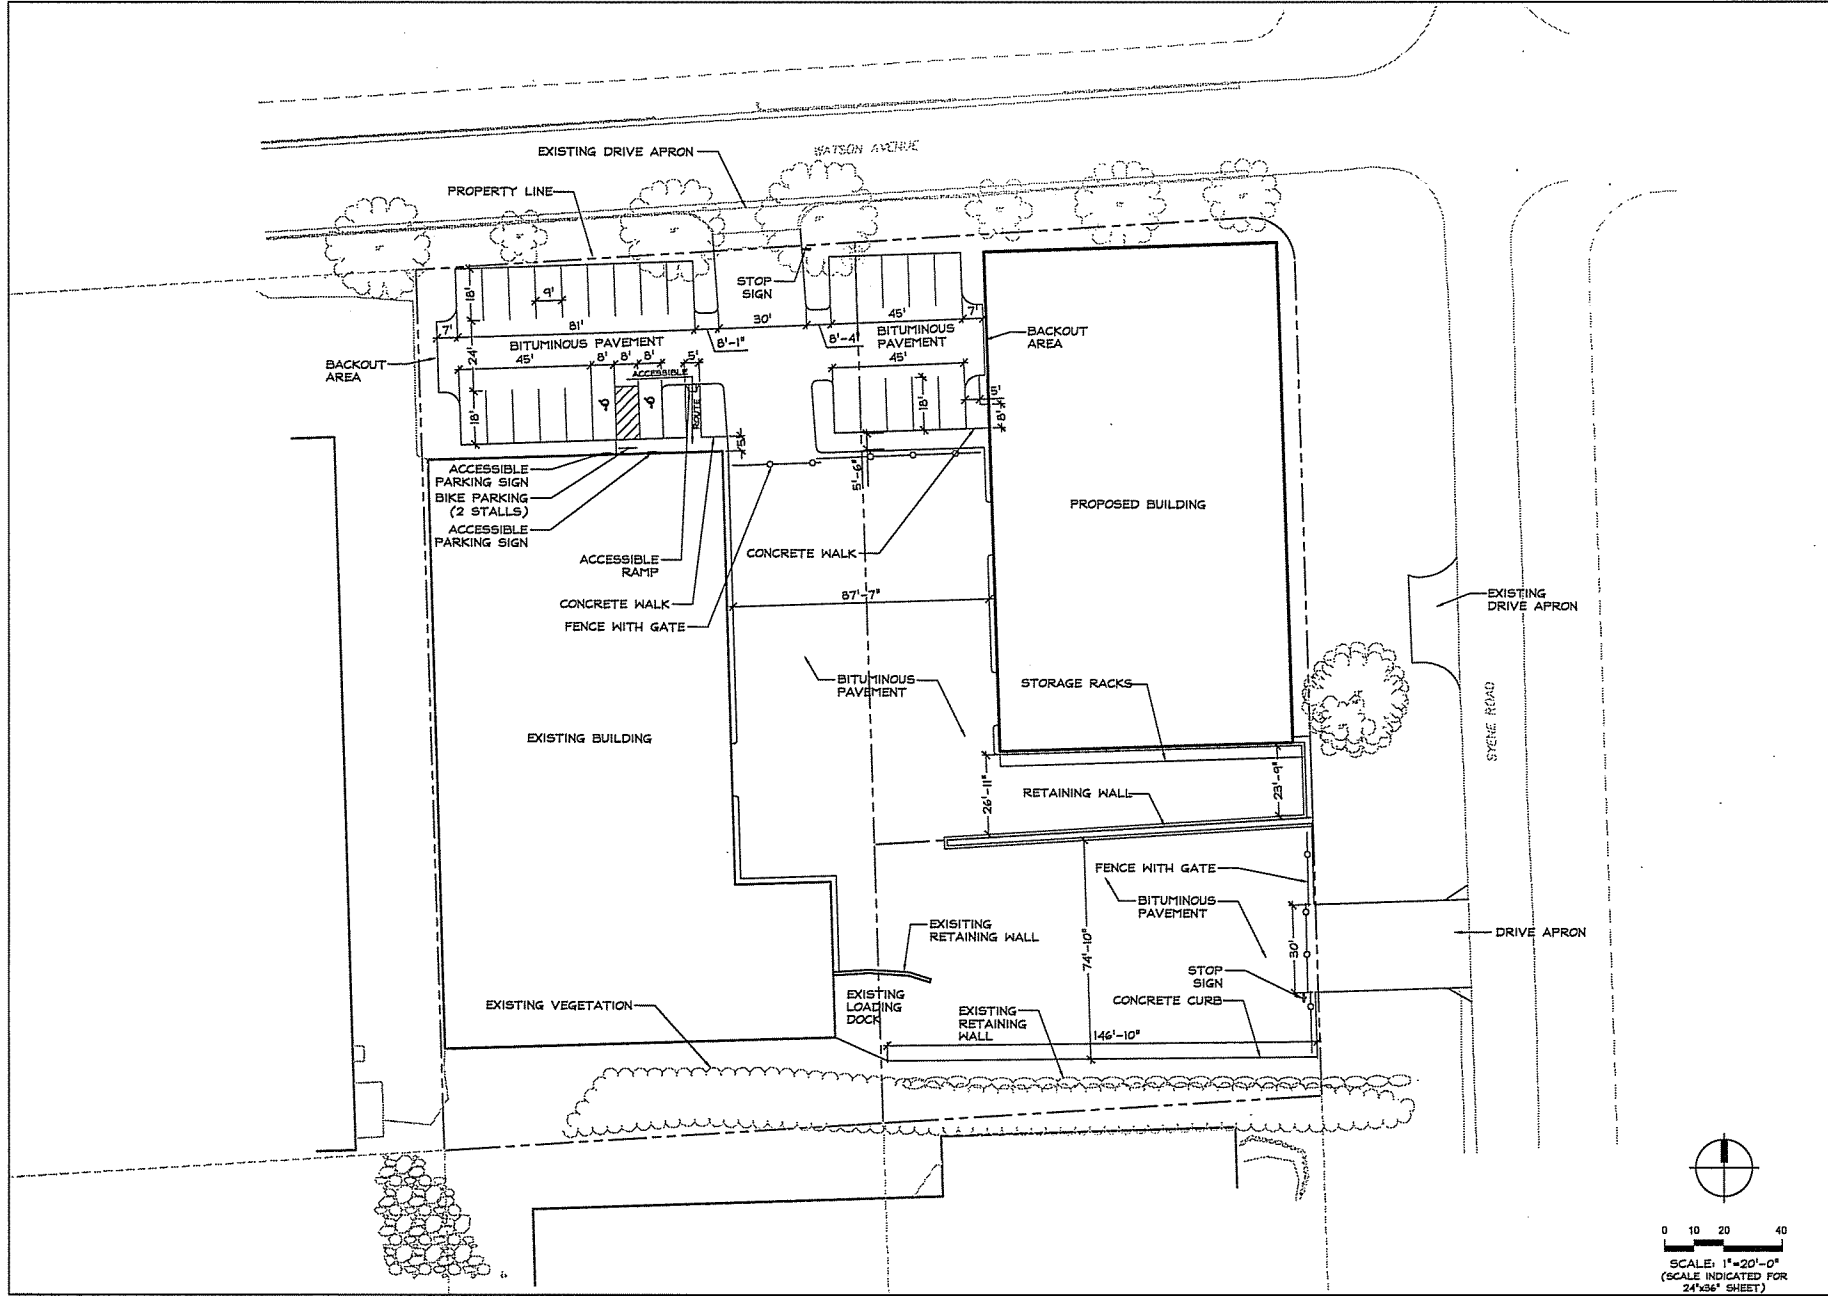 WATSON AVENUE
EXISTING DRIVE APRON
PROPERTY LINE
STOP
SIGN
18'
9'
7'
81'
30'
45'
7'
8'-1"
8'-4"
BITUMINOUS PAVEMENT
BITUMINOUS
PAVEMENT
BACKOUT
AREA
BACKOUT
AREA
24'
45'
8'
8'
8'
5'
45'
ACCESSIBLE
ROUTE
18'
18'
5'
8'
5'
5'-6"
ACCESSIBLE
PARKING SIGN
BIKE PARKING
(2 STALLS)
ACCESSIBLE
PARKING SIGN
ACCESSIBLE
RAMP
CONCRETE WALK
FENCE WITH GATE
CONCRETE WALK
PROPOSED BUILDING
87'-7"
EXISTING
DRIVE APRON
BITUMINOUS
PAVEMENT
STORAGE RACKS
SYENE ROAD
EXISTING BUILDING
26'-11"
RETAINING WALL
23'-9"
FENCE WITH GATE
BITUMINOUS
PAVEMENT
EXISITING
RETAINING WALL
74'-10"
30'
DRIVE APRON
STOP
SIGN
EXISTING VEGETATION
EXISTING
LOADING
DOCK
CONCRETE CURB
EXISTING
RETAINING
WALL
146'-10"
0 10 20 40
SCALE: 1"=20'-0"
(SCALE INDICATED FOR
24"x36" SHEET)